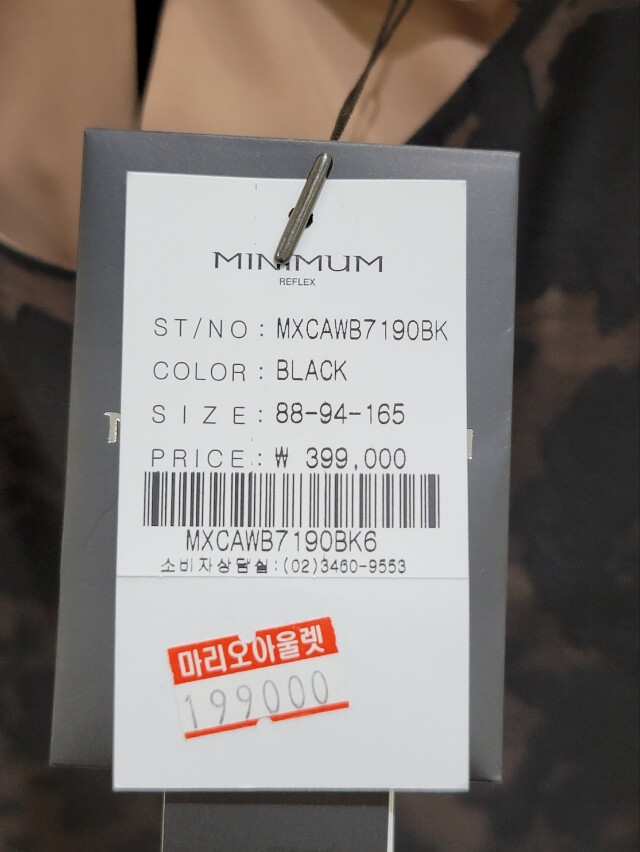 MINIMUM
REFLEX
ST/NO : MXCAWB7190BK
COLOR : BLACK
SIZE : 88-94-165
PRICE : ₩ 399,000
MXCAWB7190BK6
소비자상담실:(02)3460-9553
마리오아울렛
199000